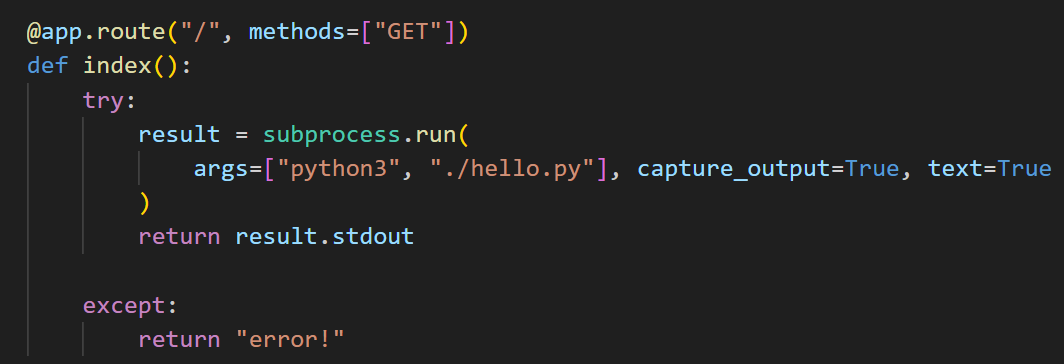 @app.route("/", methods=["GET"])
def index():
    try:
        result = subprocess.run(
            args=["python3", "./hello.py"], capture_output=True, text=True
        )
        return result.stdout

    except:
        return "error!"